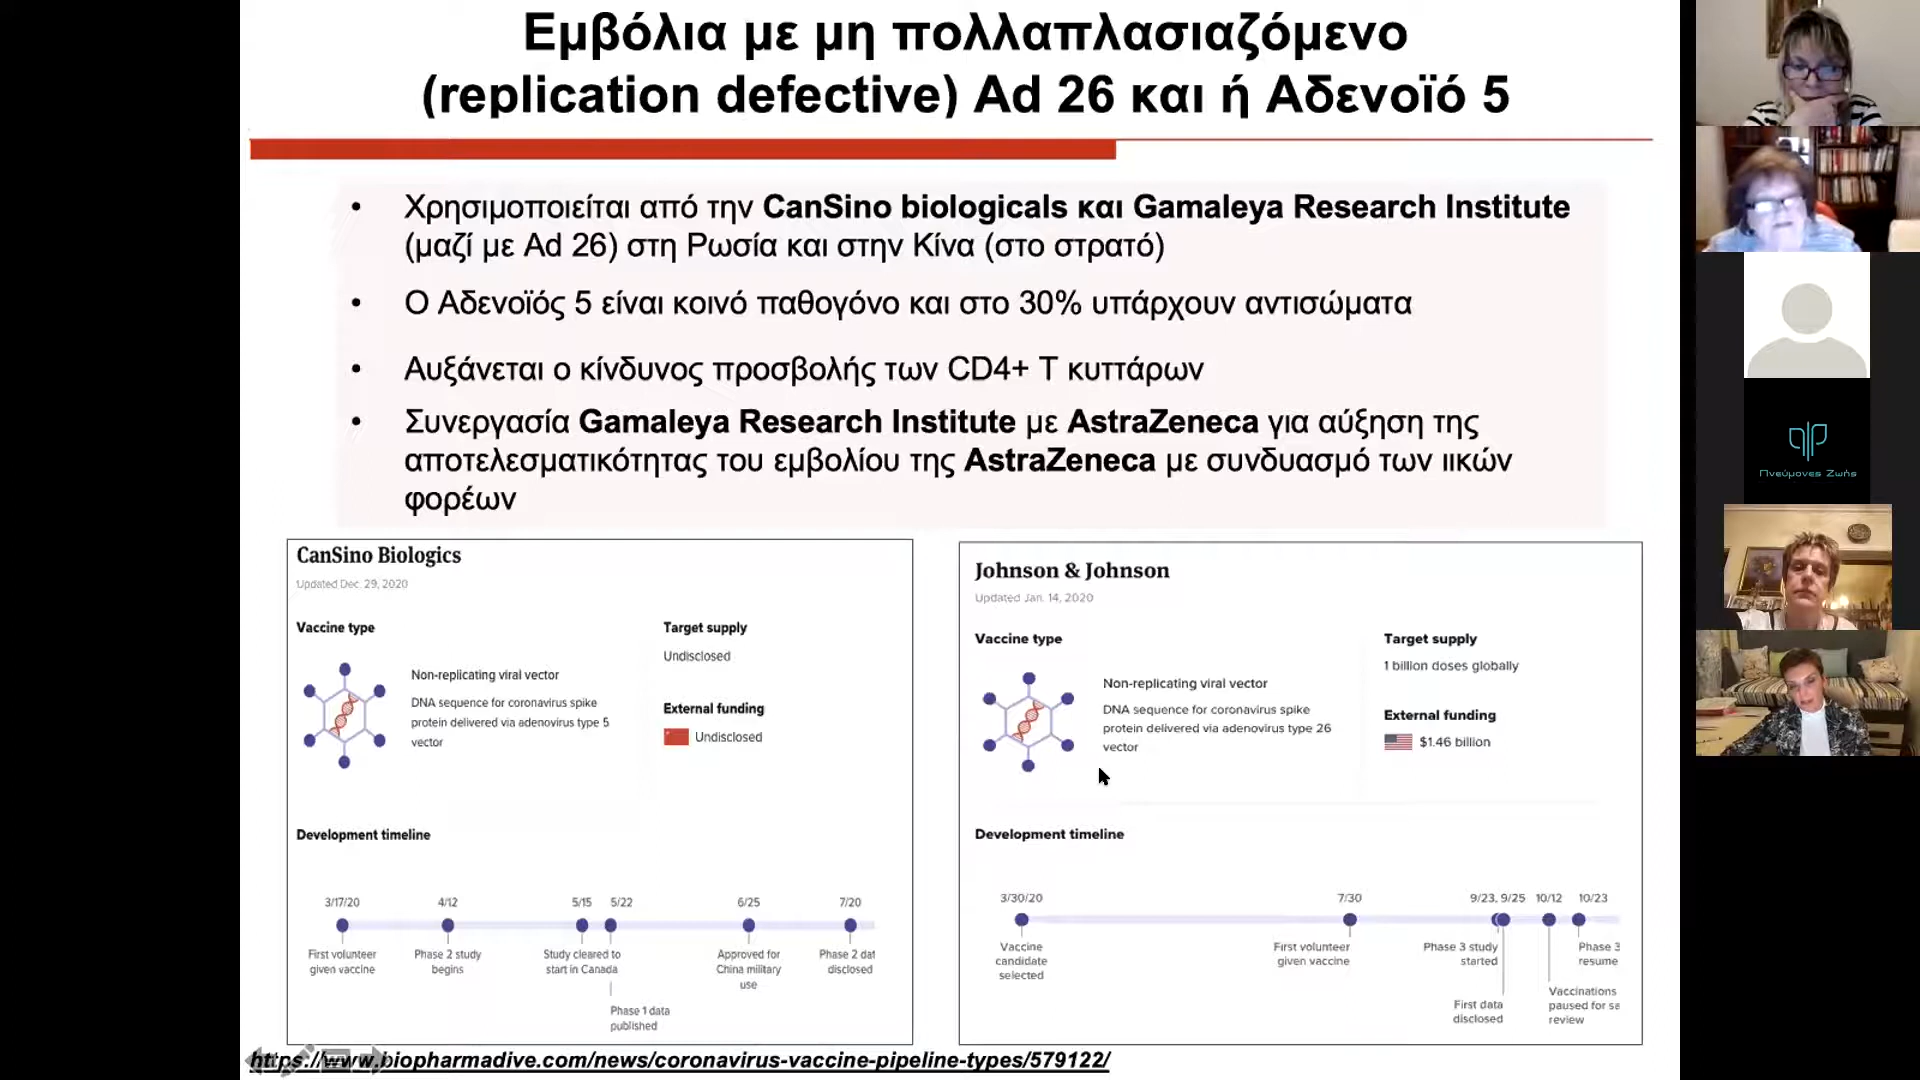 Εμβόλια με μη πολλαπλασιαζόμενο
(replication defective) Ad 26 και ή Αδενοϊό 5
• Χρησιμοποιείται από την CanSino biologicals και Gamaleya Research Institute
(μαζί με Ad 26) στη Ρωσία και στην Κίνα (στο στρατό)
• Ο Αδενοϊός 5 είναι κοινό παθογόνο και στο 30% υπάρχουν αντισώματα
• Αυξάνεται ο κίνδυνος προσβολής των CD4+ T κυττάρων
• Συνεργασία Gamaleya Research Institute με AstraZeneca για αύξηση της
αποτελεσματικότητας του εμβολίου της AstraZeneca με συνδυασμό των ιικών
φορέων
CanSino Biologics
Updated Dec. 29, 2020
Vaccine type
Non-replicating viral vector
DNA sequence for coronavirus spike
protein delivered via adenovirus type 5
vector
Target supply
Undisclosed
External funding
Undisclosed
Development timeline
3/17/20 4/12 5/15 5/22 6/25 7/20
First volunteer
given vaccine
Phase 2 study
begins
Study cleared to
start in Canada
Phase 1 data
published
Approved for
China military
use
Phase 2 dat
disclosed
Johnson & Johnson
Updated Jan. 14, 2020
Vaccine type
Non-replicating viral vector
DNA sequence for coronavirus spike
protein delivered via adenovirus type 26
vector
Target supply
1 billion doses globally
External funding
$1.46 billion
Development timeline
3/30/20 7/30 9/23, 9/25 10/12 10/23
Vaccine
candidate
selected
First volunteer
given vaccine
Phase 3 study
started
First data
disclosed
Vaccinations
paused for sa
review
Phase 3
resume
https://www.biopharmadive.com/news/coronavirus-vaccine-pipeline-types/579122/
Πνεύμονες Ζωής